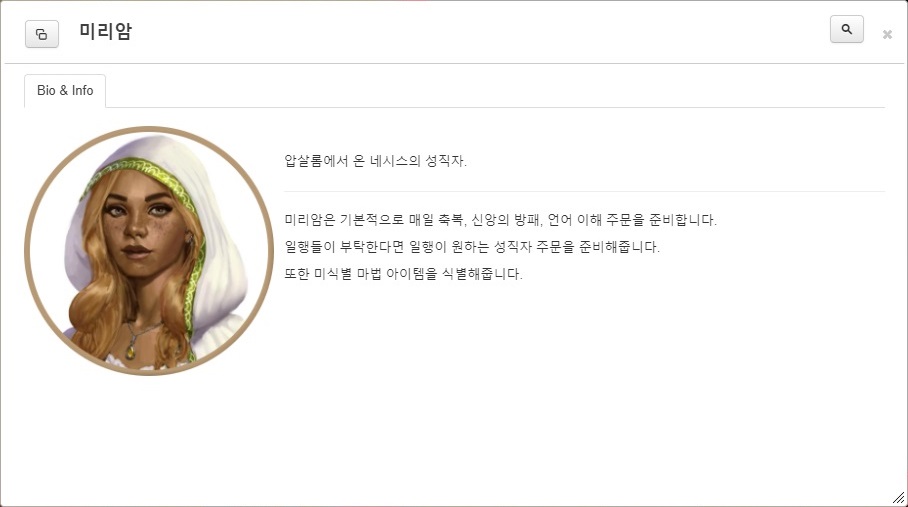 미리암
Bio & Info
압살롬에서 온 네시스의 성직자.
미리암은 기본적으로 매일 축복, 신앙의 방패, 언어 이해 주문을 준비합니다.
일행들이 부탁한다면 일행이 원하는 성직자 주문을 준비해줍니다.
또한 미식별 마법 아이템을 식별해줍니다.